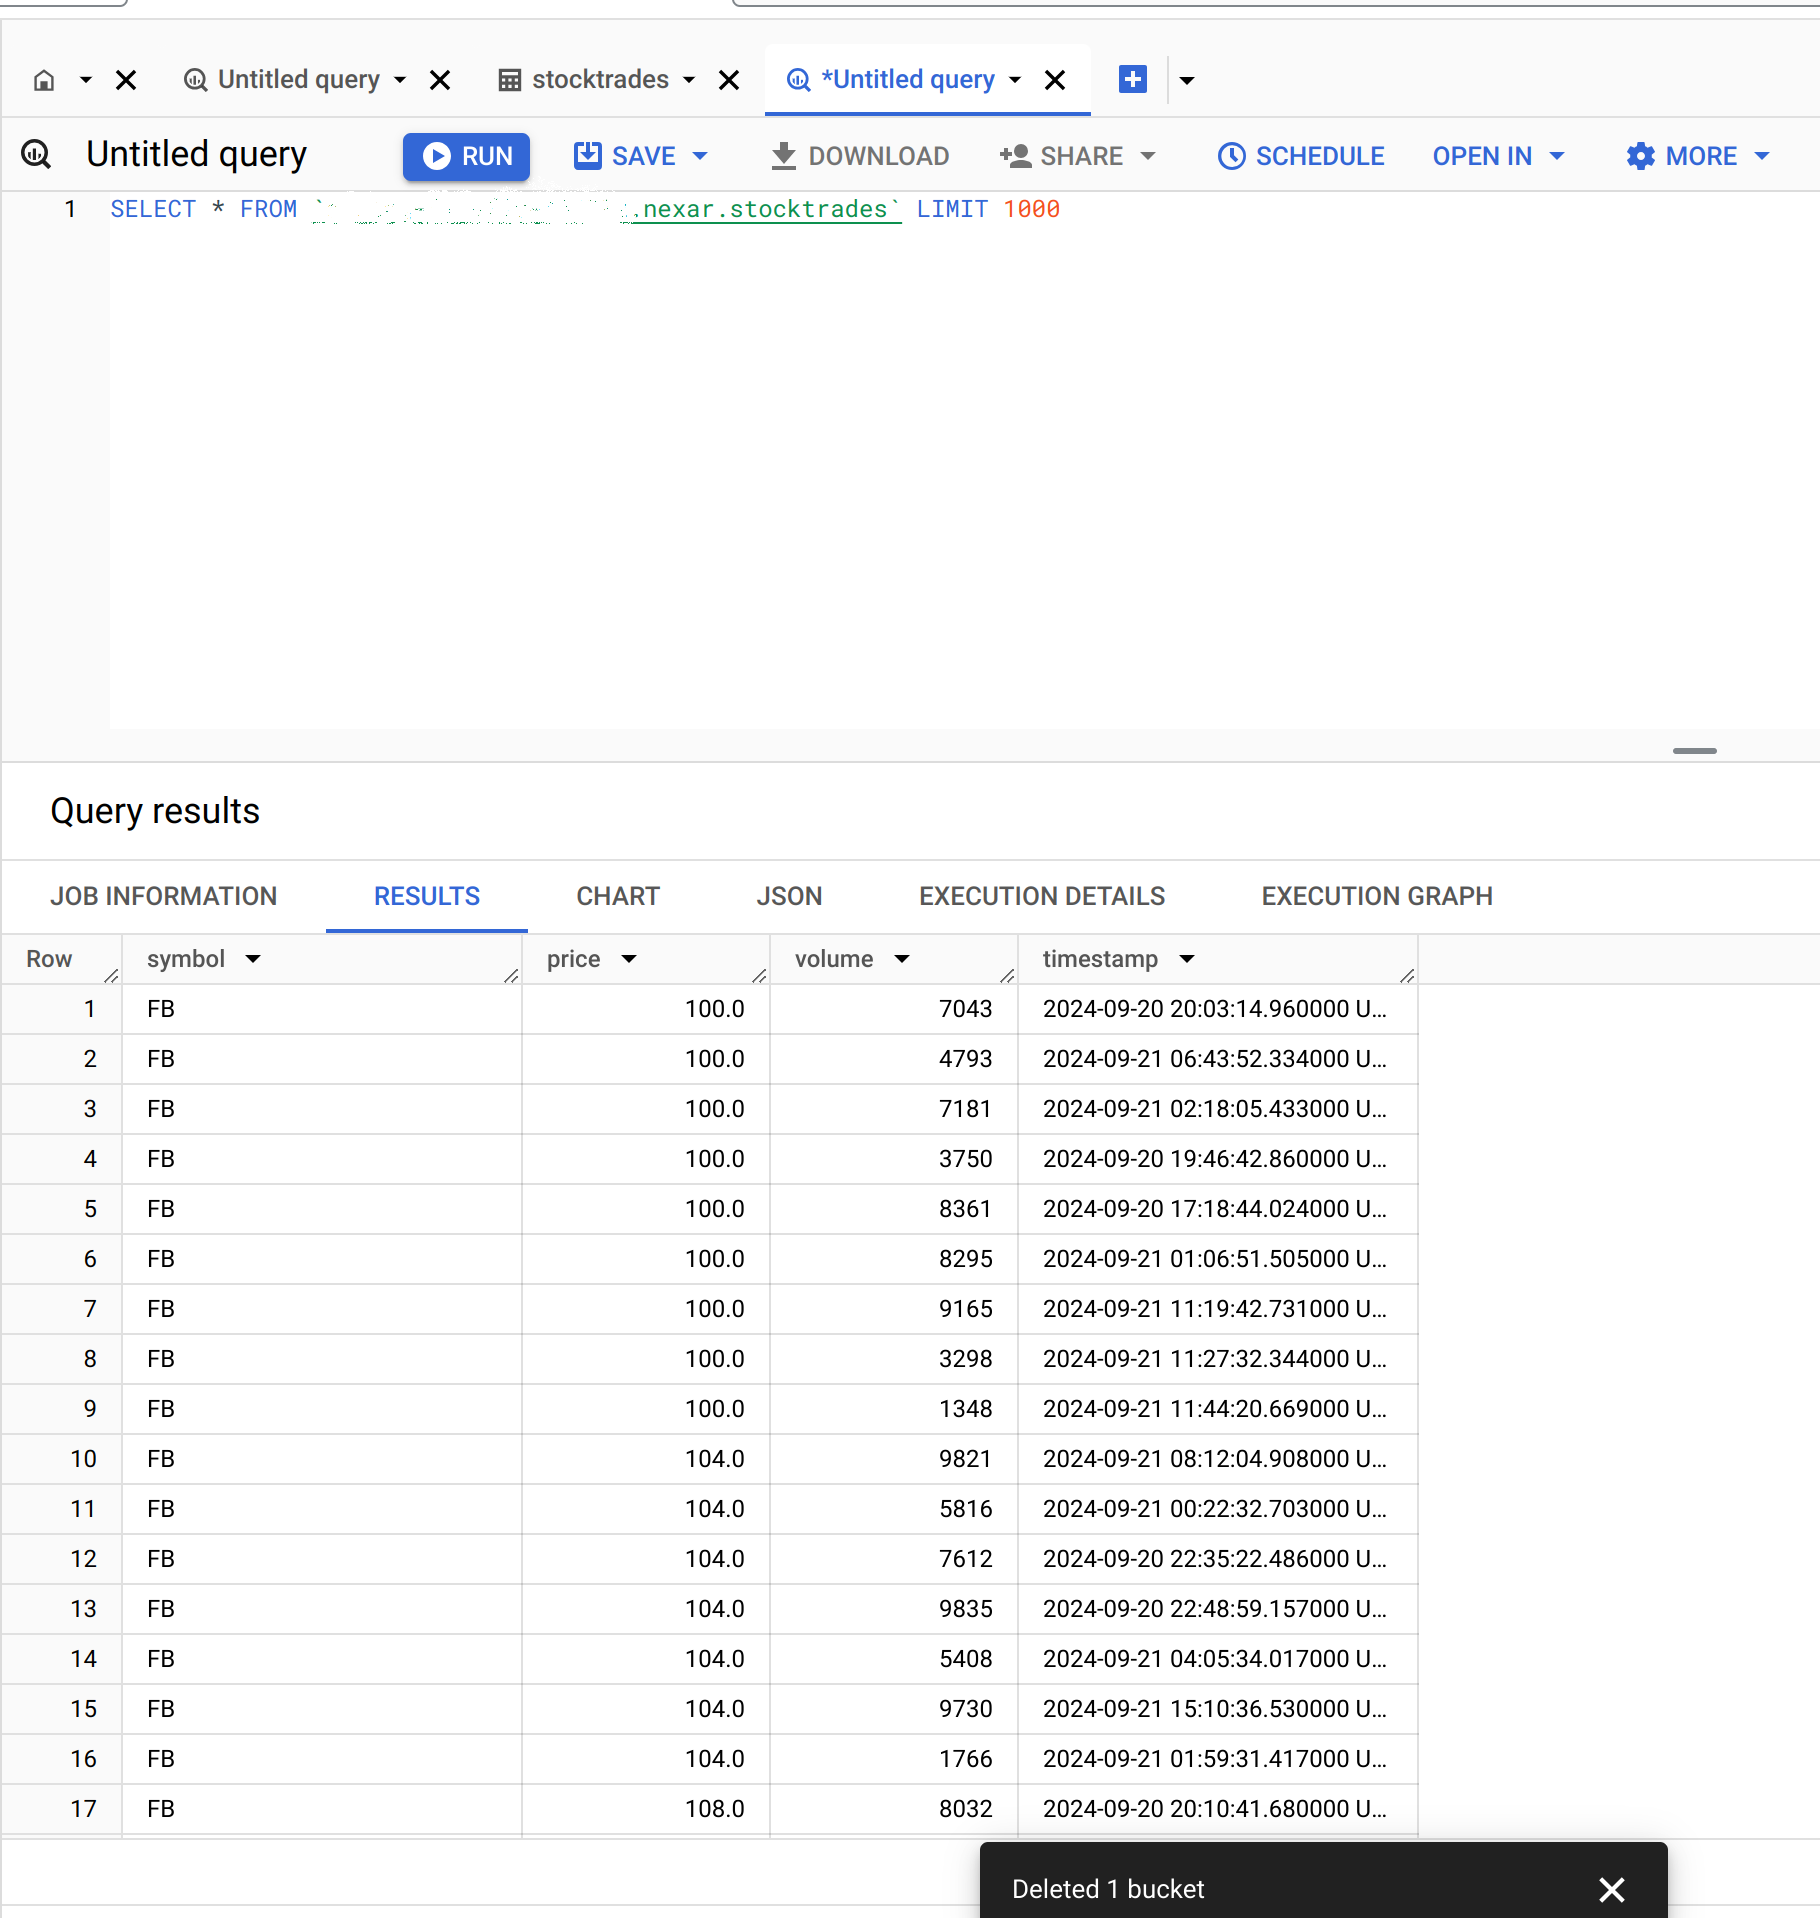 Untitled query stocktrades *Untitled query
Untitled query RUN SAVE DOWNLOAD SHARE SCHEDULE OPEN IN MORE
1 SELECT * FROM ` .nexar.stocktrades` LIMIT 1000
Query results
JOB INFORMATION RESULTS CHART JSON EXECUTION DETAILS EXECUTION GRAPH
Row symbol price volume timestamp
1 FB 100.0 7043 2024-09-20 20:03:14.960000 U...
2 FB 100.0 4793 2024-09-21 06:43:52.334000 U...
3 FB 100.0 7181 2024-09-21 02:18:05.433000 U...
4 FB 100.0 3750 2024-09-20 19:46:42.860000 U...
5 FB 100.0 8361 2024-09-20 17:18:44.024000 U...
6 FB 100.0 8295 2024-09-21 01:06:51.505000 U...
7 FB 100.0 9165 2024-09-21 11:19:42.731000 U...
8 FB 100.0 3298 2024-09-21 11:27:32.344000 U...
9 FB 100.0 1348 2024-09-21 11:44:20.669000 U...
10 FB 104.0 9821 2024-09-21 08:12:04.908000 U...
11 FB 104.0 5816 2024-09-21 00:22:32.703000 U...
12 FB 104.0 7612 2024-09-20 22:35:22.486000 U...
13 FB 104.0 9835 2024-09-20 22:48:59.157000 U...
14 FB 104.0 5408 2024-09-21 04:05:34.017000 U...
15 FB 104.0 9730 2024-09-21 15:10:36.530000 U...
16 FB 104.0 1766 2024-09-21 01:59:31.417000 U...
17 FB 108.0 8032 2024-09-20 20:10:41.680000 U...
Deleted 1 bucket